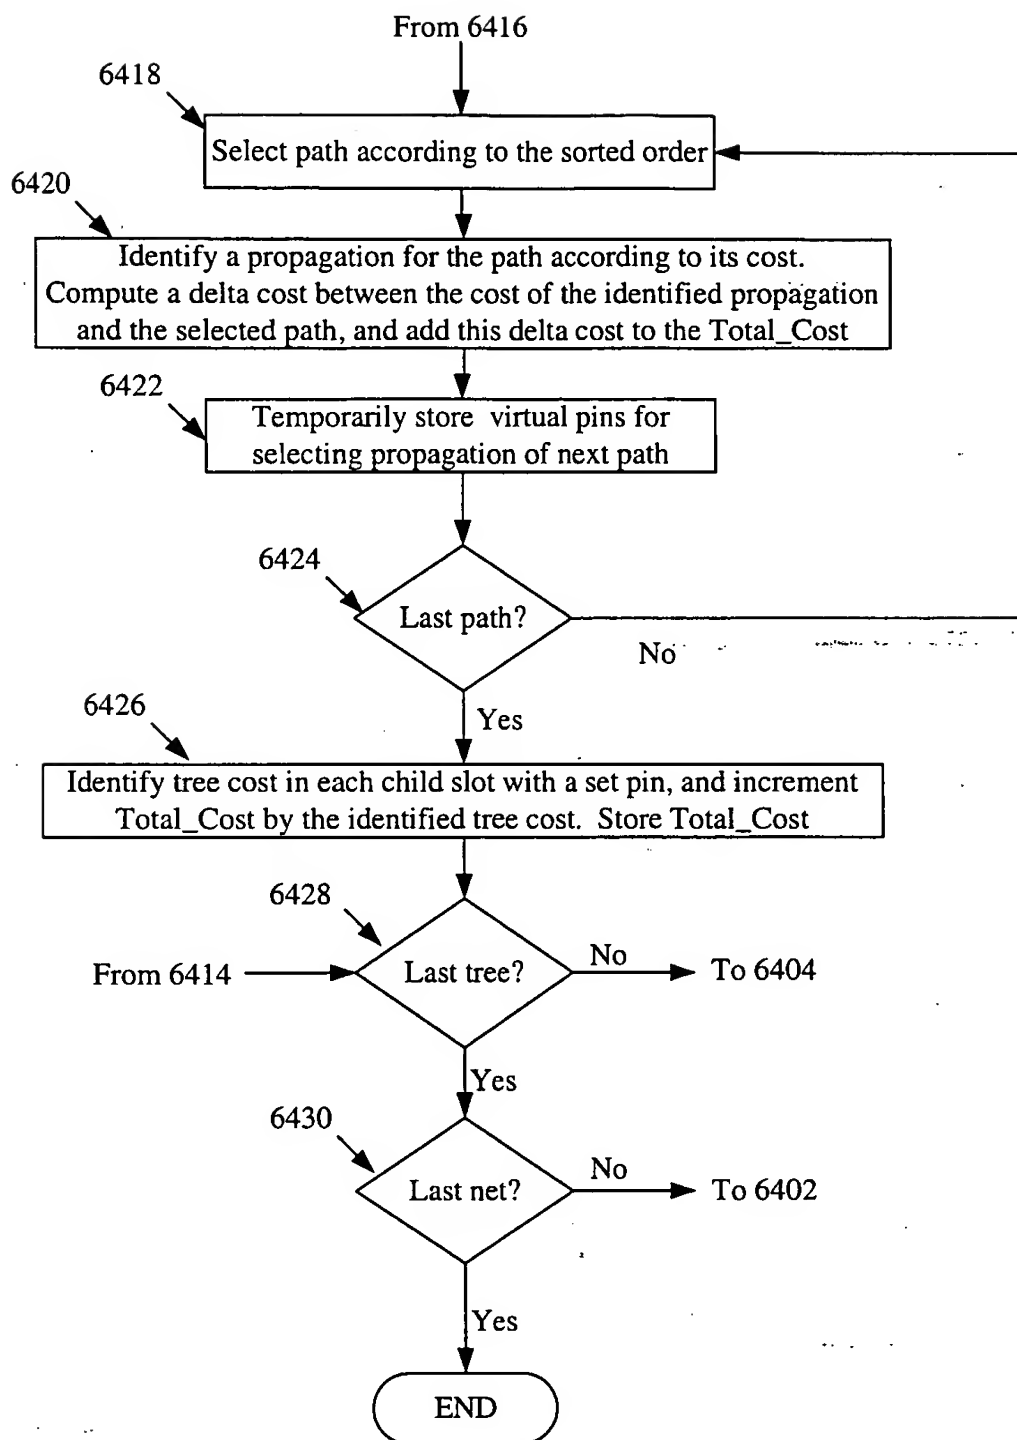 From 6416
6418
Select path according to the sorted order
6420
Identify a propagation for the path according to its cost.
Compute a delta cost between the cost of the identified propagation
and the selected path, and add this delta cost to the Total_Cost
6422
Temporarily store virtual pins for
selecting propagation of next path
6424
Last path?
No
Yes
6426
Identify tree cost in each child slot with a set pin, and increment
Total_Cost by the identified tree cost. Store Total_Cost
6428
From 6414
Last tree?
No
To 6404
Yes
6430
Last net?
No
To 6402
Yes
END